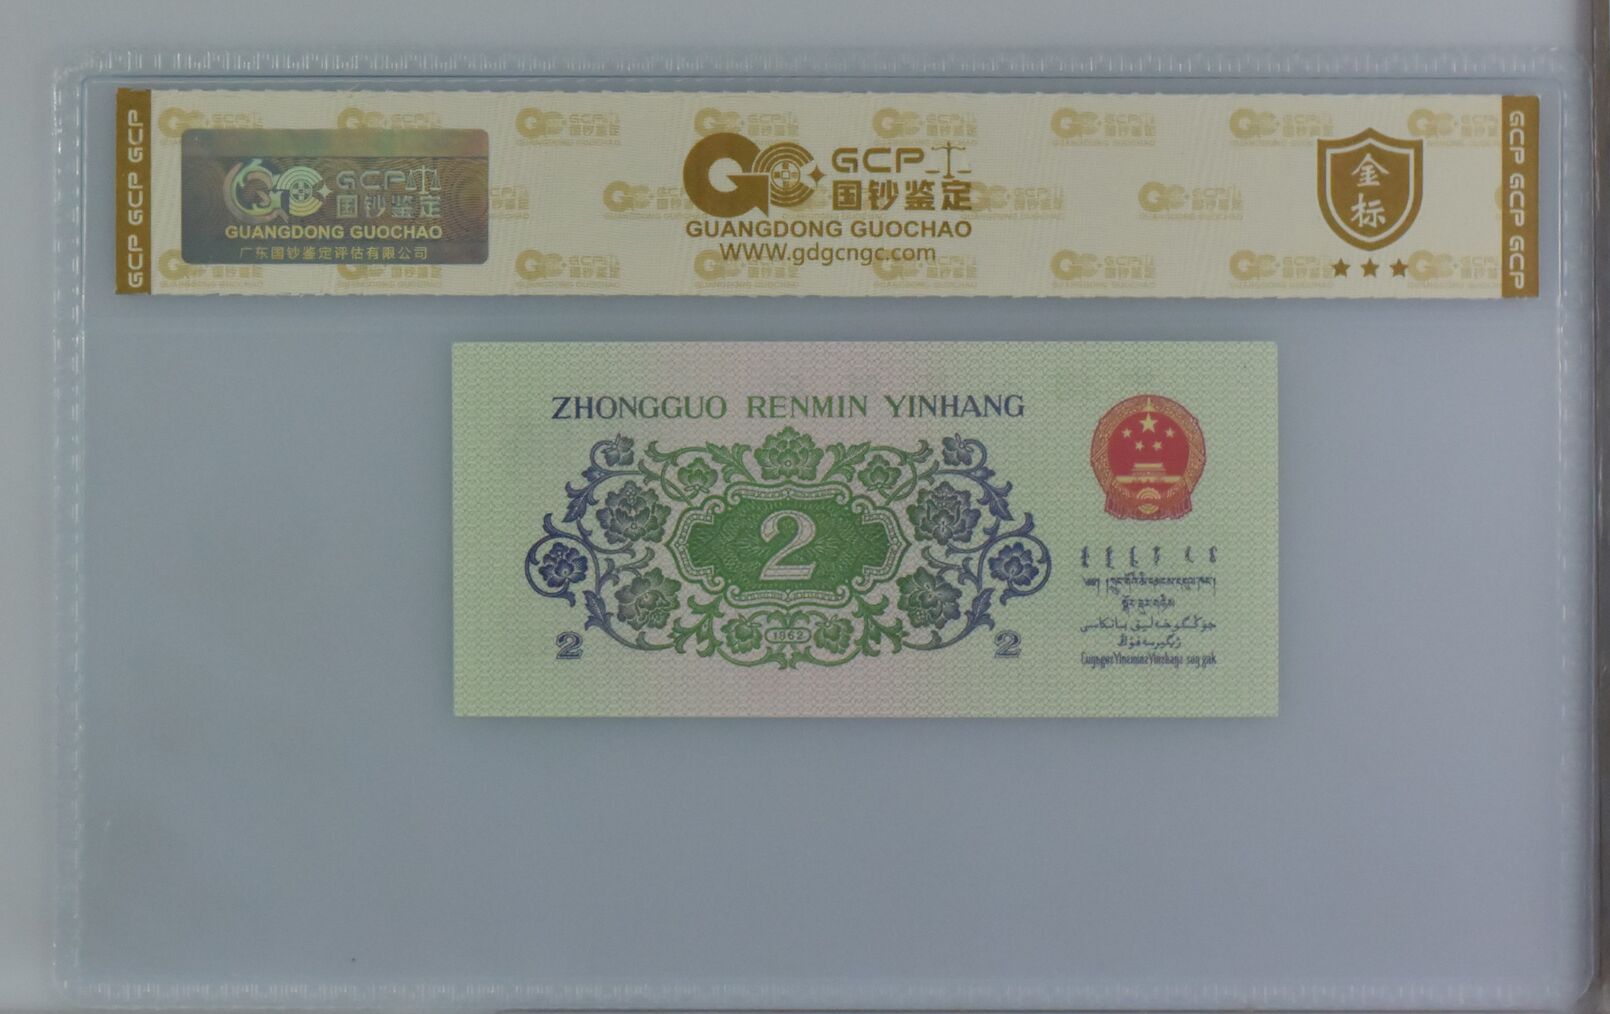 GCP GCP GCP
GCP
国钞鉴定
GUANGDONG GUOCHAO
广东国钞鉴定评估有限公司
GCP
国钞鉴定
GUANGDONG GUOCHAO
WWW.gdgcngc.com
金
标
GCP GCP GCP
ZHONGGUO RENMIN YINHANG
2
1962
2
2